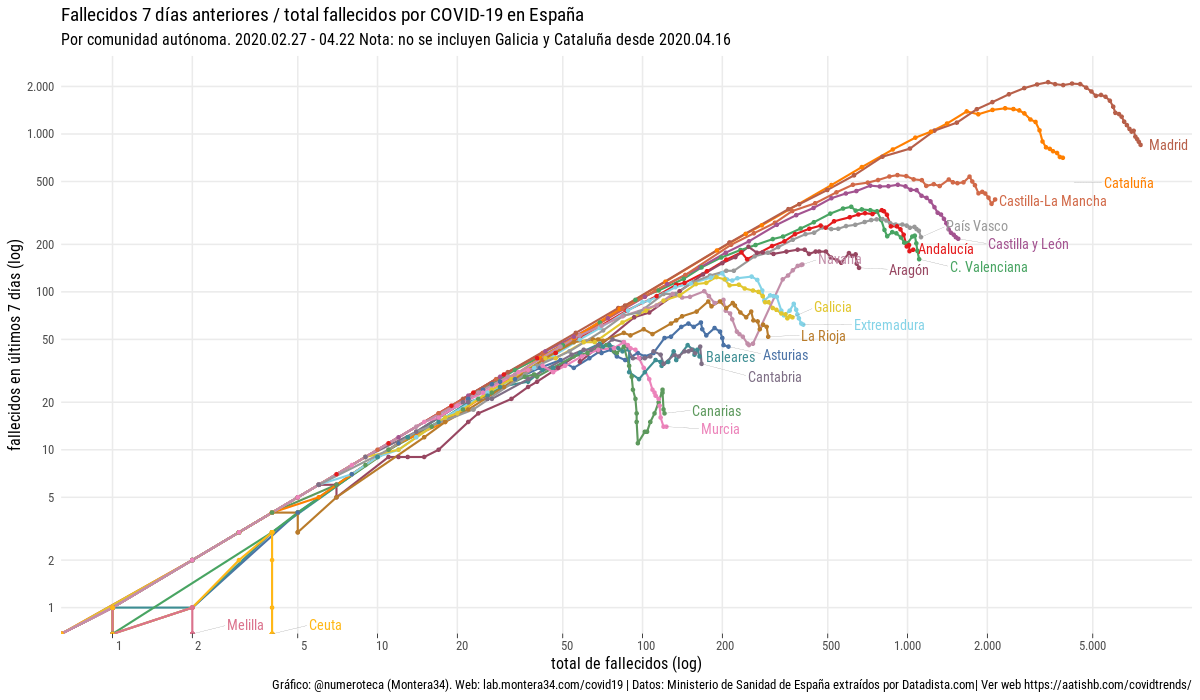 Fallecidos 7 días anteriores / total fallecidos por COVID-19 en España
Por comunidad autónoma. 2020.02.27 - 04.22 Nota: no se incluyen Galicia y Cataluña desde 2020.04.16
fallecidos en últimos 7 días (log)
2.000
1.000
500
200
100
50
20
10
5
2
1
Madrid
Cataluña
Castilla-La Mancha
País Vasco
Castilla y León
Andalucía
Navarra
Aragón
C. Valenciana
Galicia
Extremadura
La Rioja
Baleares
Asturias
Cantabria
Canarias
Murcia
Melilla
Ceuta
1
2
5
10
20
50
100
200
500
1.000
2.000
5.000
total de fallecidos (log)
Gráfico: @numeroteca (Montera34). Web: lab.montera34.com/covid19 | Datos: Ministerio de Sanidad de España extraídos por Datadista.com| Ver web https://aatishb.com/covidtrends/